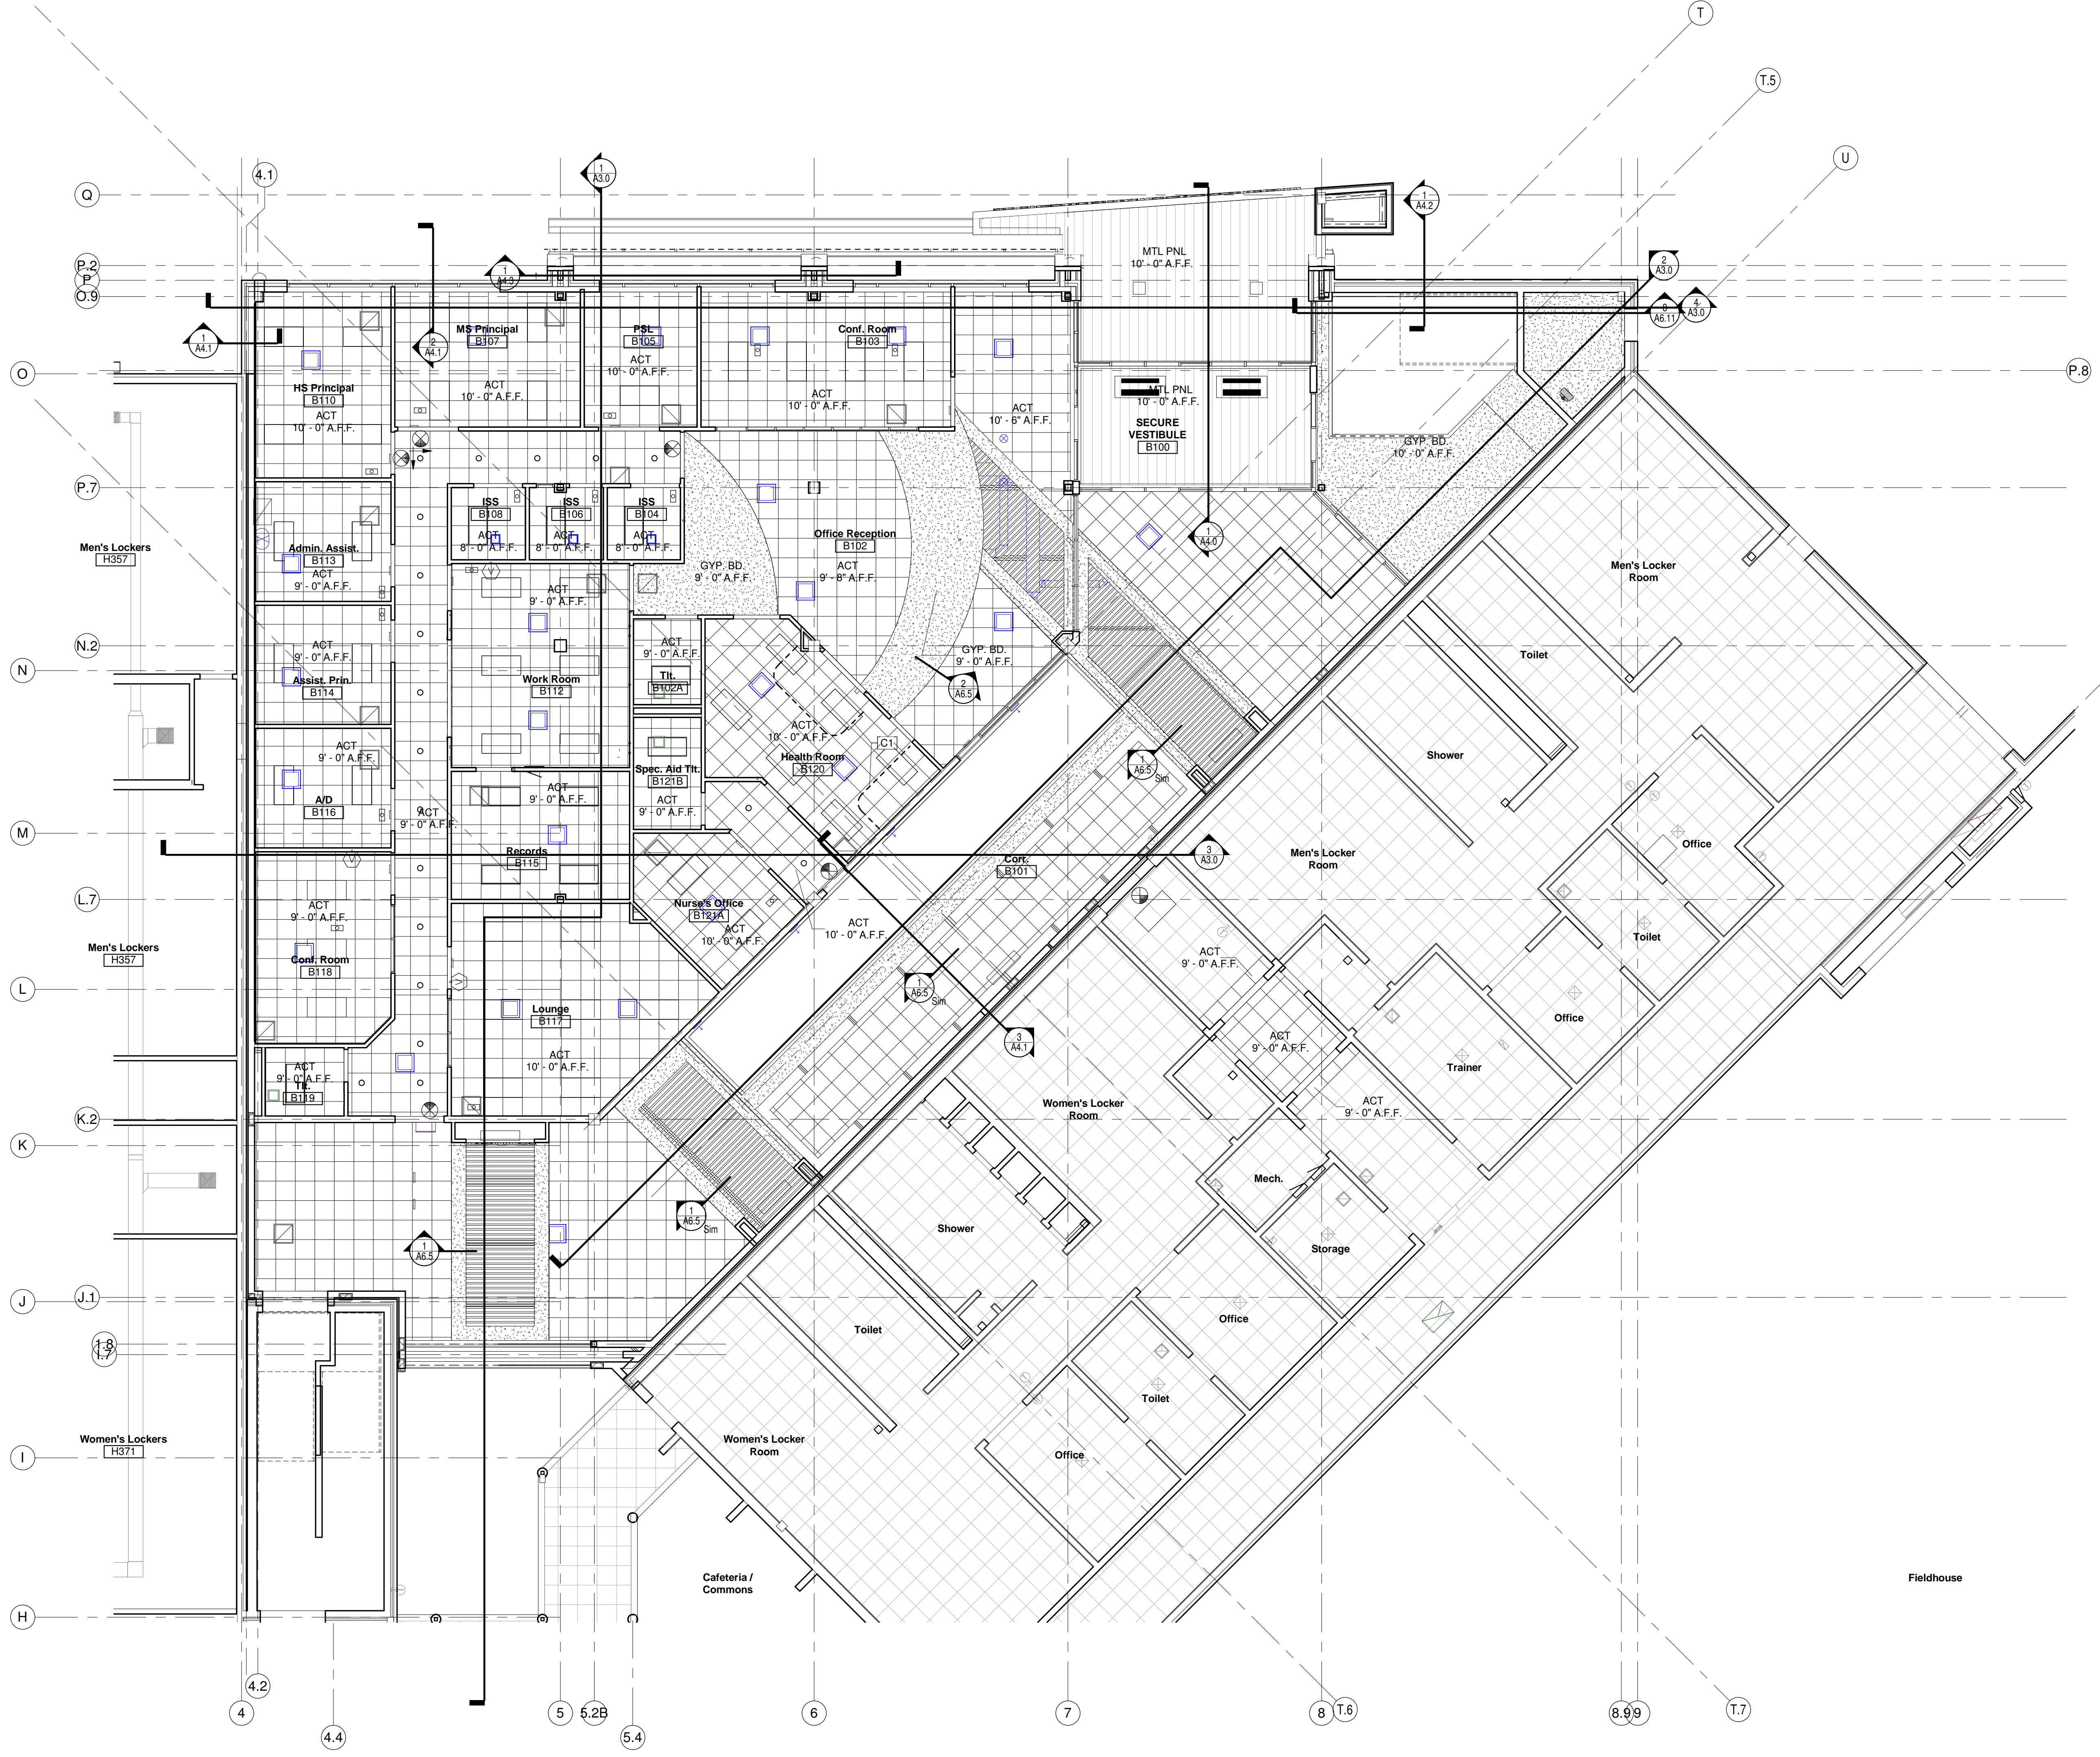 T
T.5
U
4.1
1
A3.0
Q
1
A4.2
MTL PNL
10' - 0" A.F.F.
P.2
P
O.9
1
A4.3
2
A3.0
8
A6.11
4
A3.0
1
A4.1
2
A4.1
MS Principal
B107
PSL
B105
Conf. Room
B103
ACT
10' - 0" A.F.F.
O
P.8
HS Principal
B110
ACT
10' - 0" A.F.F.
ACT
10' - 0" A.F.F.
ACT
10' - 0" A.F.F.
ACT
10' - 6" A.F.F.
MTL PNL
10' - 0" A.F.F.
SECURE
VESTIBULE
B100
GYP. BD.
10' - 0" A.F.F.
P.7
ISS
B108
ACT
8' - 0" A.F.F.
ISS
B106
ACT
8' - 0" A.F.F.
ISS
B104
ACT
8' - 0" A.F.F.
Office Reception
B102
ACT
9' - 8" A.F.F.
1
A4.0
Men's Lockers
H357
Admin. Assist.
B113
ACT
9' - 0" A.F.F.
GYP. BD.
9' - 0" A.F.F.
Men's Locker
Room
ACT
9' - 0" A.F.F.
N.2
ACT
9' - 0" A.F.F.
ACT
9' - 0" A.F.F.
GYP. BD.
9' - 0" A.F.F.
Toilet
N
Assist. Prin.
B114
Work Room
B112
Tlt.
B102A
2
A6.5
ACT
10' - 0" A.F.F.
C1
Health Room
B120
ACT
9' - 0" A.F.F.
Spec. Aid Tlt.
B121B
ACT
9' - 0" A.F.F.
1
A6.5
Sim
Shower
A/D
B116
ACT
9' - 0" A.F.F.
ACT
9' - 0" A.F.F.
M
Records
B115
3
A3.0
Corr.
B101
Men's Locker
Room
Office
L.7
ACT
9' - 0" A.F.F.
Nurse's Office
B121A
ACT
10' - 0" A.F.F.
ACT
10' - 0" A.F.F.
Toilet
Men's Lockers
H357
Conf. Room
B118
ACT
9' - 0" A.F.F.
L
1
A6.5
Sim
Lounge
B117
ACT
10' - 0" A.F.F.
Office
3
A4.1
ACT
9' - 0" A.F.F.
Trainer
ACT
9' - 0" A.F.F.
Tlt.
B119
K.2
Women's Locker
Room
ACT
9' - 0" A.F.F.
K
Mech.
1
A6.5
Sim
Shower
1
A6.5
Storage
J
J.1
Toilet
Office
1.8
I.7
Toilet
Women's Lockers
H371
Women's Locker
Room
Office
I
Cafeteria /
Commons
Fieldhouse
H
4.2
4
5
5.2B
6
7
8
T.6
8.9
9
T.7
4.4
5.4